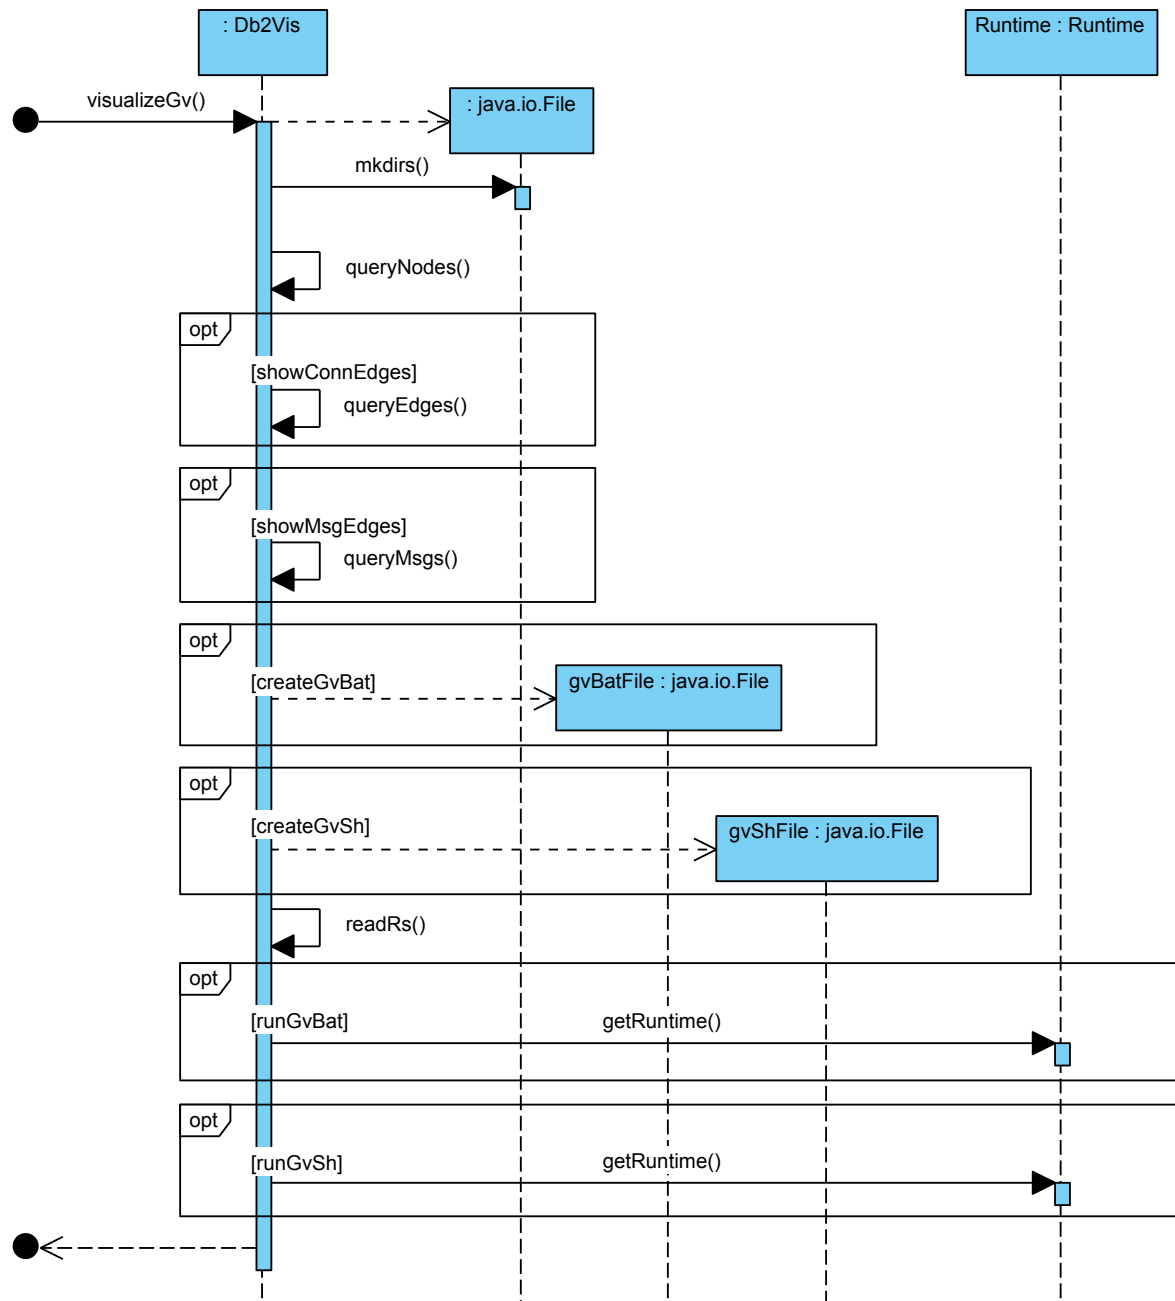 : Db2Vis
Runtime : Runtime
visualizeGv()
: java.io.File
mkdirs()
queryNodes()
opt
[showConnEdges]
queryEdges()
opt
[showMsgEdges]
queryMsgs()
opt
[createGvBat]
gvBatFile : java.io.File
opt
[createGvSh]
gvShFile : java.io.File
readRs()
opt
[runGvBat]
getRuntime()
opt
[runGvSh]
getRuntime()